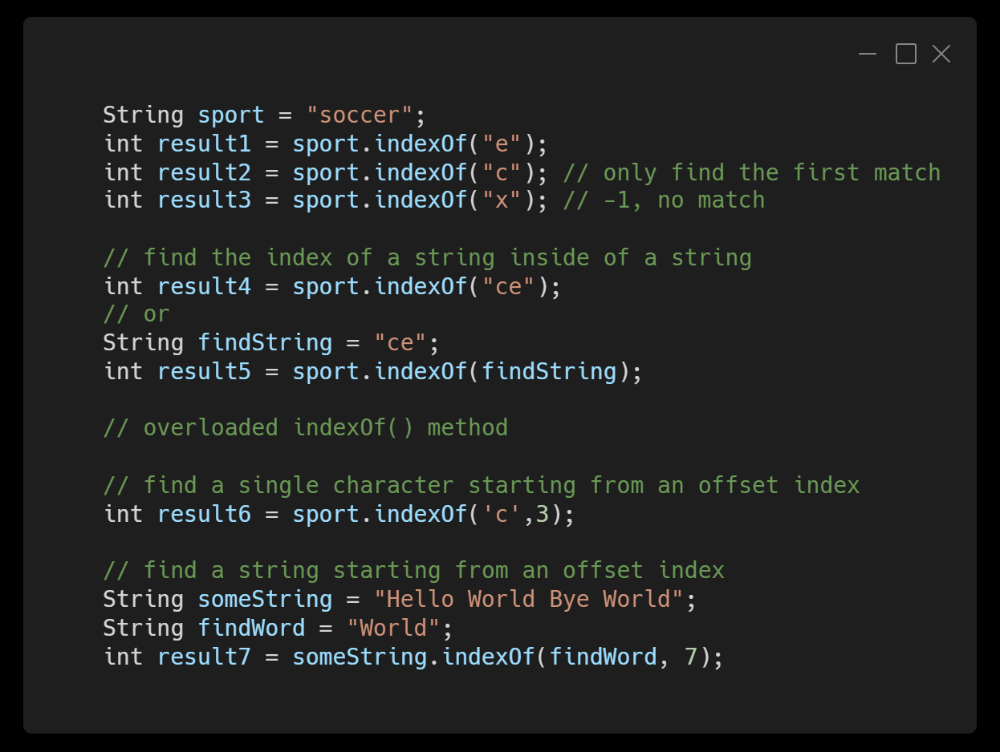 String sport = "soccer";
int result1 = sport.indexOf("e");
int result2 = sport.indexOf("c"); // only find the first match
int result3 = sport.indexOf("x"); // -1, no match
// find the index of a string inside of a string
int result4 = sport.indexOf("ce");
// or
String findString = "ce";
int result5 = sport.indexOf(findString);
// overloaded indexOf() method
// find a single character starting from an offset index
int result6 = sport.indexOf('c',3);
// find a string starting from an offset index
String someString = "Hello World Bye World";
String findWord = "World";
int result7 = someString.indexOf(findWord, 7);